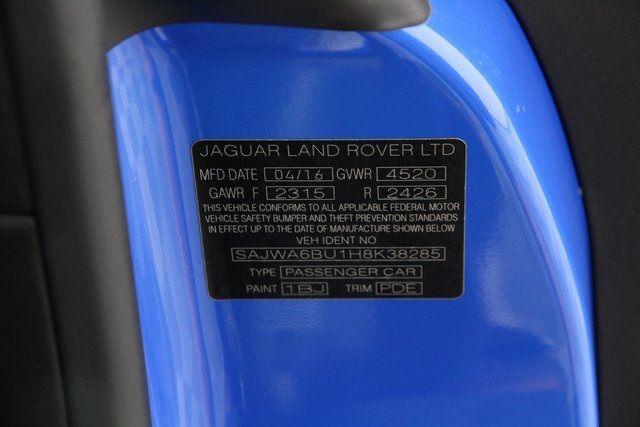 JAGUAR LAND ROVER LTD
MFD DATE 04/16 GVWR 4520
GAWR F 2315 R 2426
THIS VEHICLE CONFORMS TO ALL APPLICABLE FEDERAL MOTOR
VEHICLE SAFETY BUMPER AND THEFT PREVENTION STANDARDS
IN EFFECT UP TO THE DATE OF MANUFACTURE SHOWN BELOW.
VEH IDENT NO
SAJWA6BU1H8K38285
TYPE PASSENGER CAR
PAINT 1BJ TRIM PDE